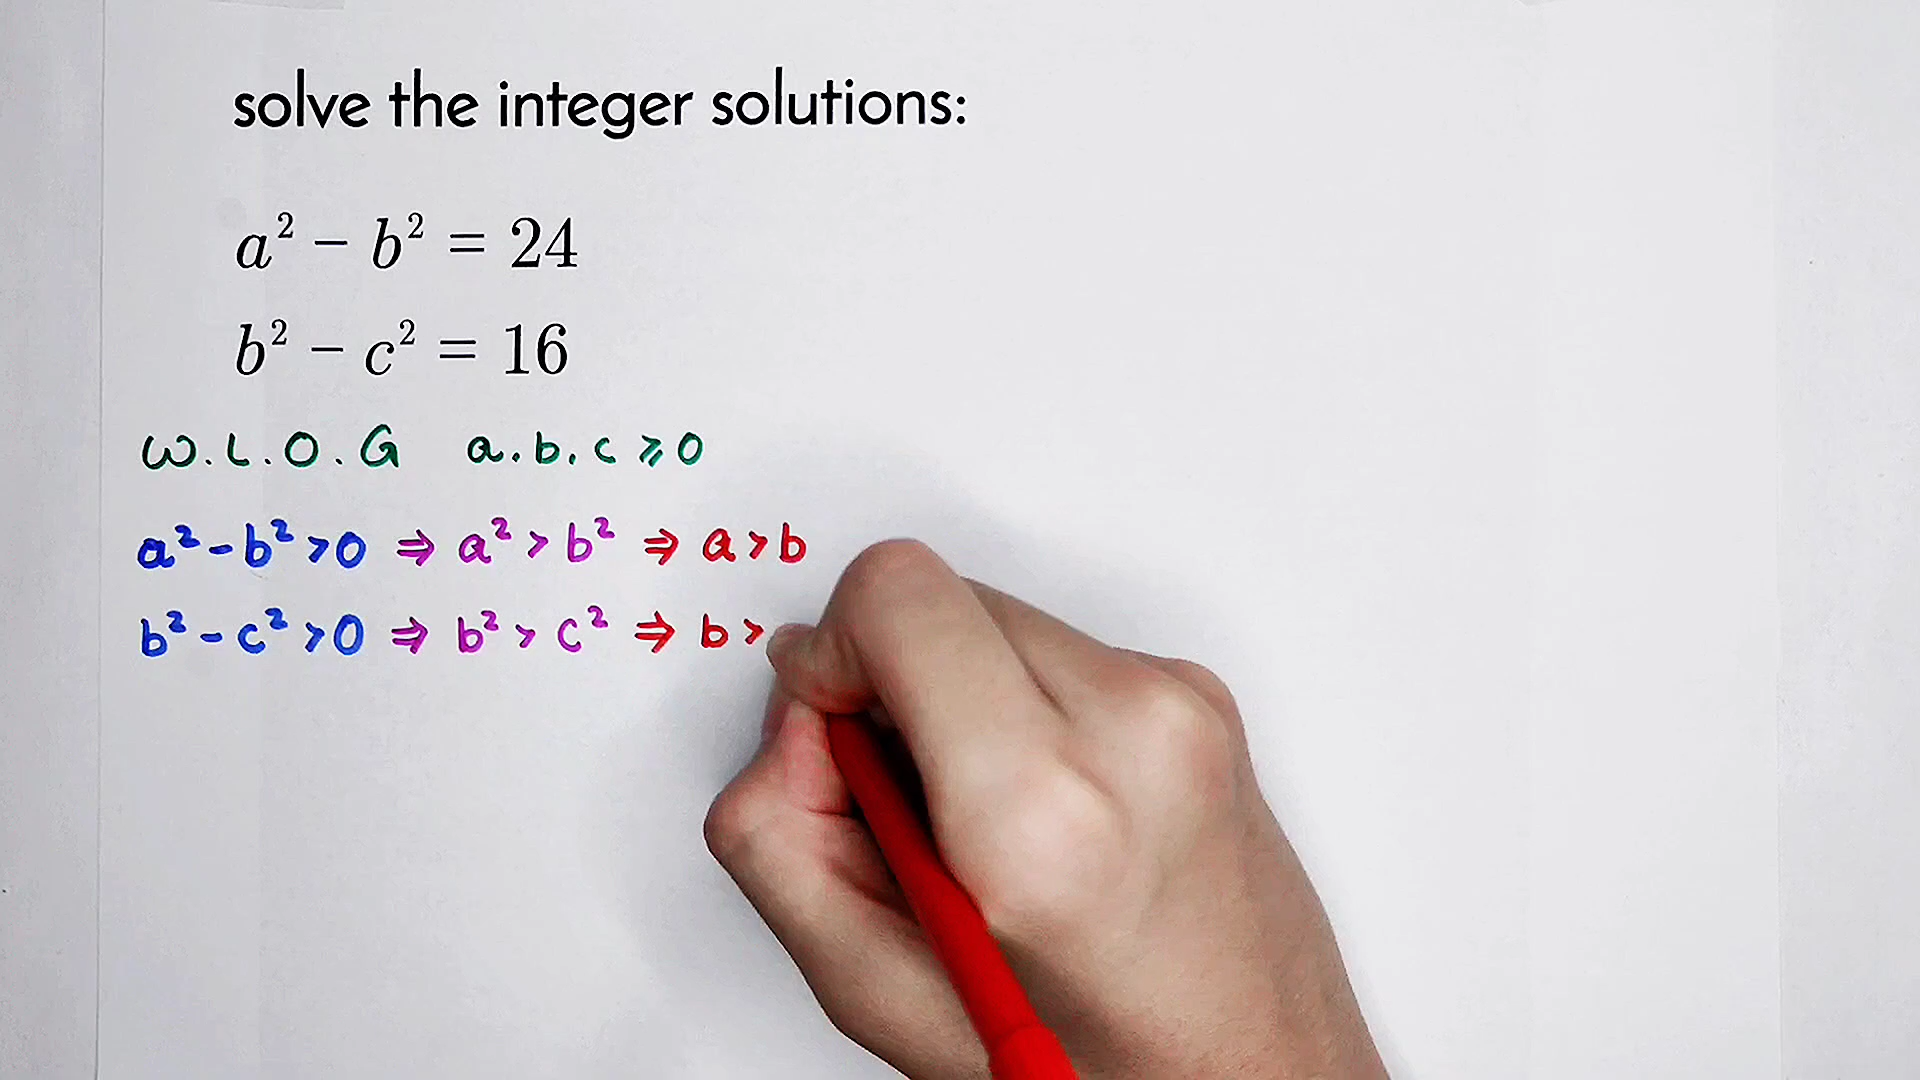 solve the integer solutions:
a² − b² = 24
b² − c² = 16
W.L.O.G a.b.c ⩾ 0
a² - b² > 0 ⇒ a² > b² ⇒ a > b
b² - c² > 0 ⇒ b² > c² ⇒ b >